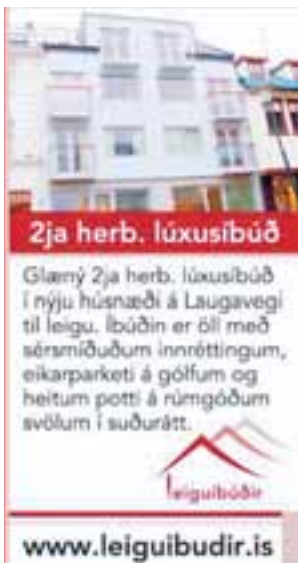 2ja herb. lúxusíbúð
Glæný 2ja herb. lúxusíbúð
í nýju húsnæði á Laugavegi
til leigu. Íbúðin er öll með
sérsmíðuðum innréttingum,
eikarparketi á gólfum og
heitum potti á rúmgóðum
svölum í suðurátt.
leiguíbúðir
www.leiguibudir.is